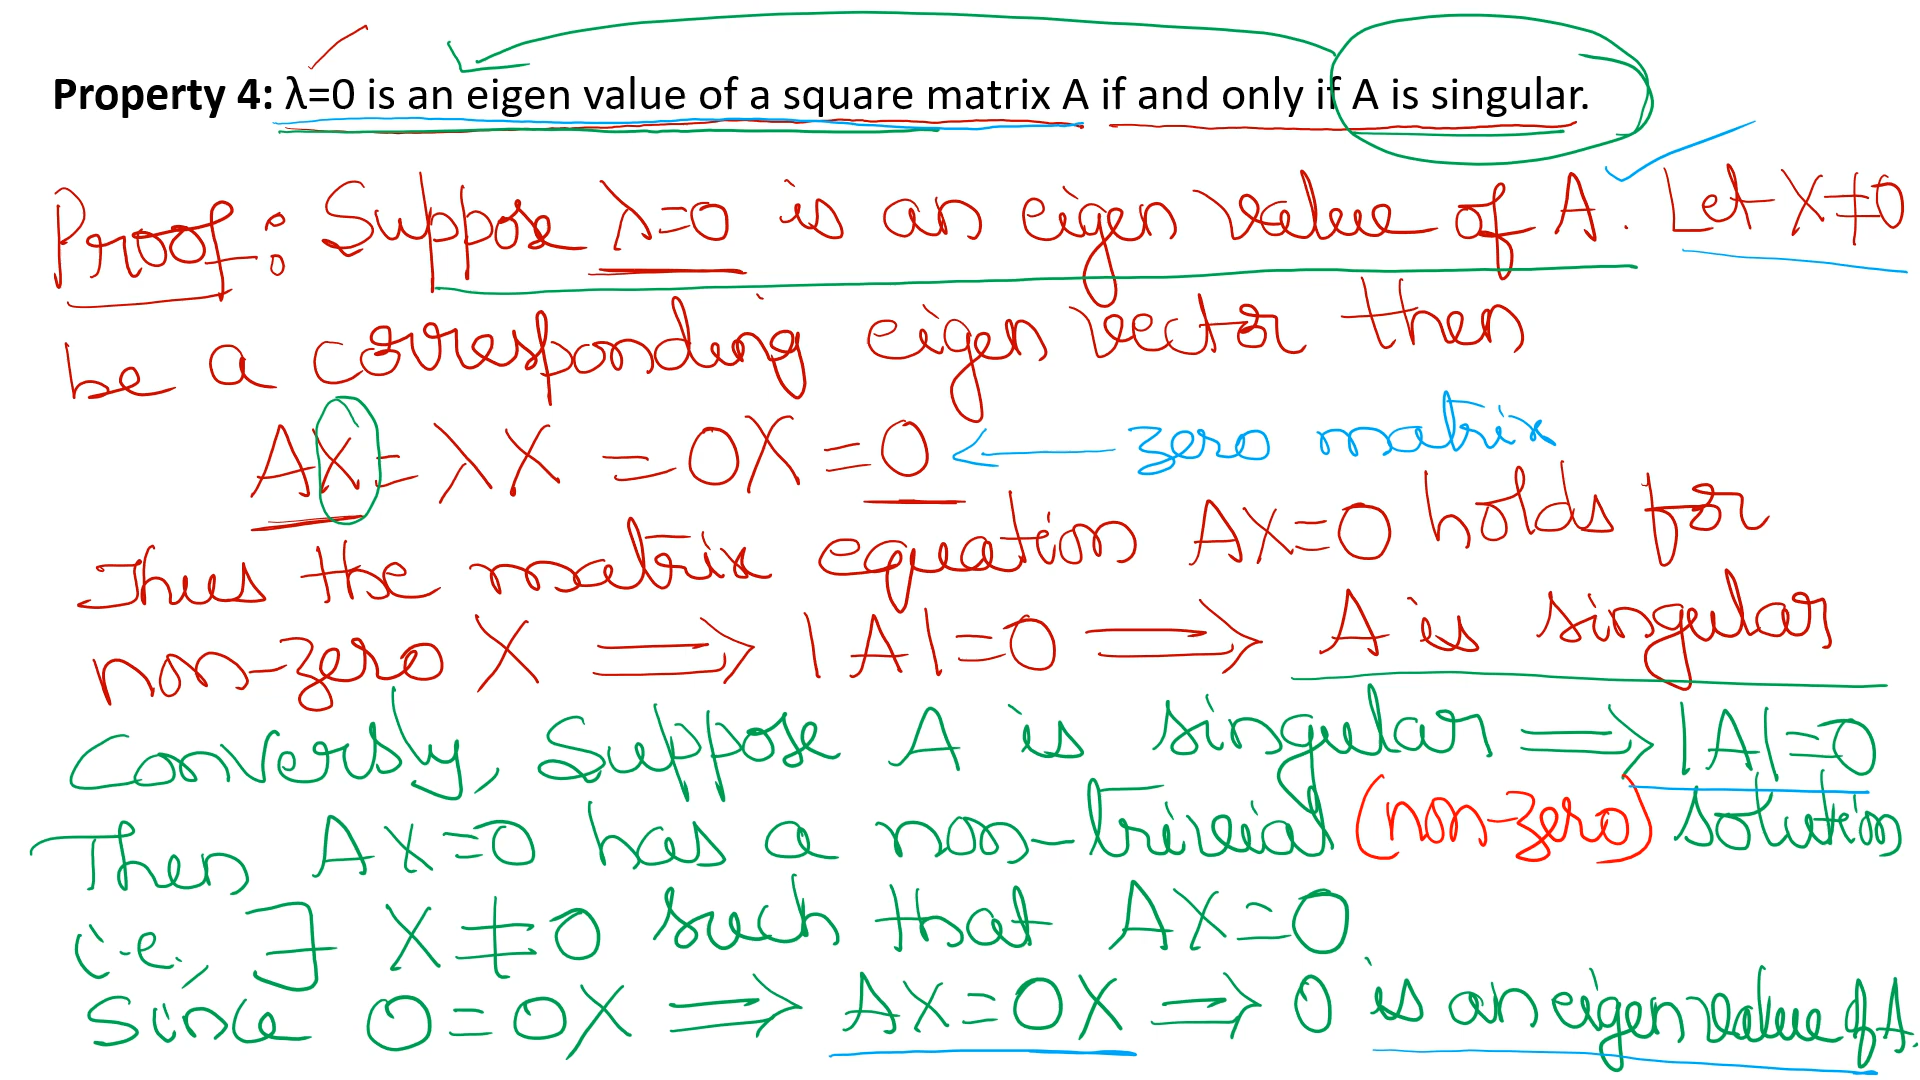 Property 4: λ=0 is an eigen value of a square matrix A if and only if A is singular.
Proof: Suppose λ=0 is an eigen value of A. Let X≠0
be a corresponding eigen vector then
AX = λX = 0X = 0 ← zero matrix
Thus the matrix equation AX=0 holds for
non-zero X ⟹ |A|=0 ⟹ A is singular
Conversly, Suppose A is singular ⟹ |A|=0
Then AX=0 has a non-trivial (non-zero) solution
i.e., ∃ X≠0 such that AX=0.
Since 0=0X ⟹ AX=0X ⟹ 0 is an eigen value of A.